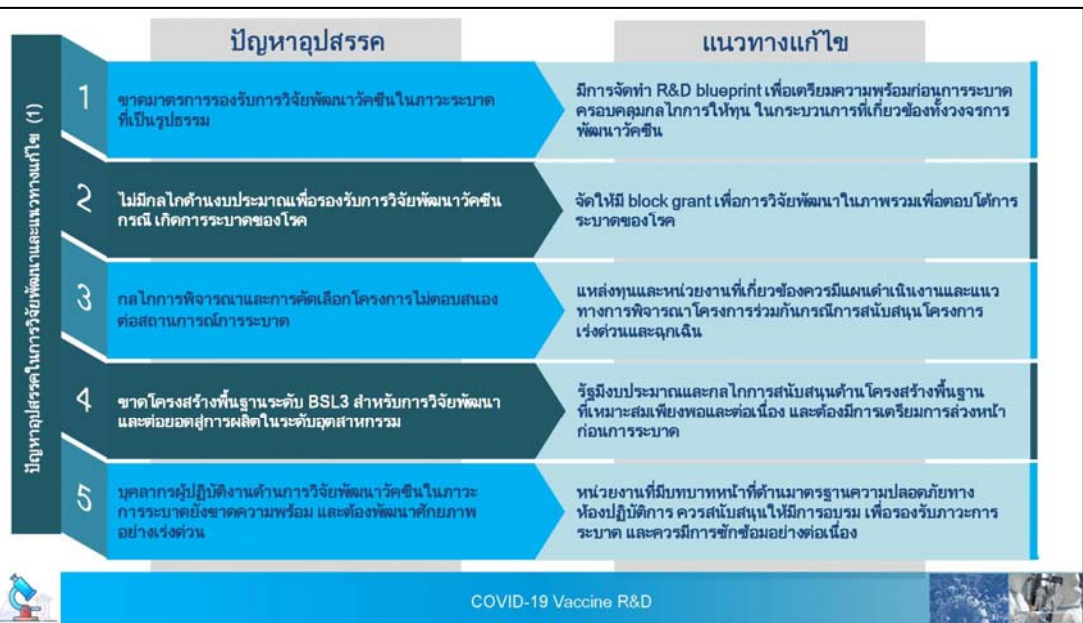 ปัญหาอุปสรรคในการวิจัยพัฒนาและแนวทางแก้ไข (1)
ปัญหาอุปสรรค
แนวทางแก้ไข
1
ขาดมาตรการรองรับการวิจัยพัฒนาวัคซีนในภาวะระบาด
ที่เป็นรูปธรรม
มีการจัดทำ R&D blueprint เพื่อเตรียมความพร้อมก่อนการระบาด
ครอบคลุมกลไกการให้ทุน ในกระบวนการที่เกี่ยวข้องทั้งวงจรการ
พัฒนาวัคซีน
2
ไม่มีกลไกด้านงบประมาณเพื่อรองรับการวิจัยพัฒนาวัคซีน
กรณี เกิดการระบาดของโรค
จัดให้มี block grant เพื่อการวิจัยพัฒนาในภาพรวมเพื่อตอบโต้การ
ระบาดของโรค
3
กลไกการพิจารณาและการคัดเลือกโครงการไม่ตอบสนอง
ต่อสถานการณ์การระบาด
แหล่งทุนและหน่วยงานที่เกี่ยวข้องควรมีแผนดำเนินงานและแนว
ทางการพิจารณาโครงการร่วมกันกรณีการสนับสนุนโครงการ
เร่งด่วนและฉุกเฉิน
4
ขาดโครงสร้างพื้นฐานระดับ BSL3 สำหรับการวิจัยพัฒนา
และต่อยอดสู่การผลิตในระดับอุตสาหกรรม
รัฐมีงบประมาณและกลไกการสนับสนุนด้านโครงสร้างพื้นฐาน
ที่เหมาะสมเพียงพอและต่อเนื่อง และต้องมีการเตรียมการล่วงหน้า
ก่อนการระบาด
5
บุคลากรผู้ปฏิบัติงานด้านการวิจัยพัฒนาวัคซีนในภาวะ
การระบาดยังขาดความพร้อม และต้องพัฒนาศักยภาพ
อย่างเร่งด่วน
หน่วยงานที่มีบทบาทหน้าที่ด้านมาตรฐานความปลอดภัยทาง
ห้องปฏิบัติการ ควรสนับสนุนให้มีการอบรม เพื่อรองรับภาวะการ
ระบาด และควรมีการซักซ้อมอย่างต่อเนื่อง
COVID-19 Vaccine R&D